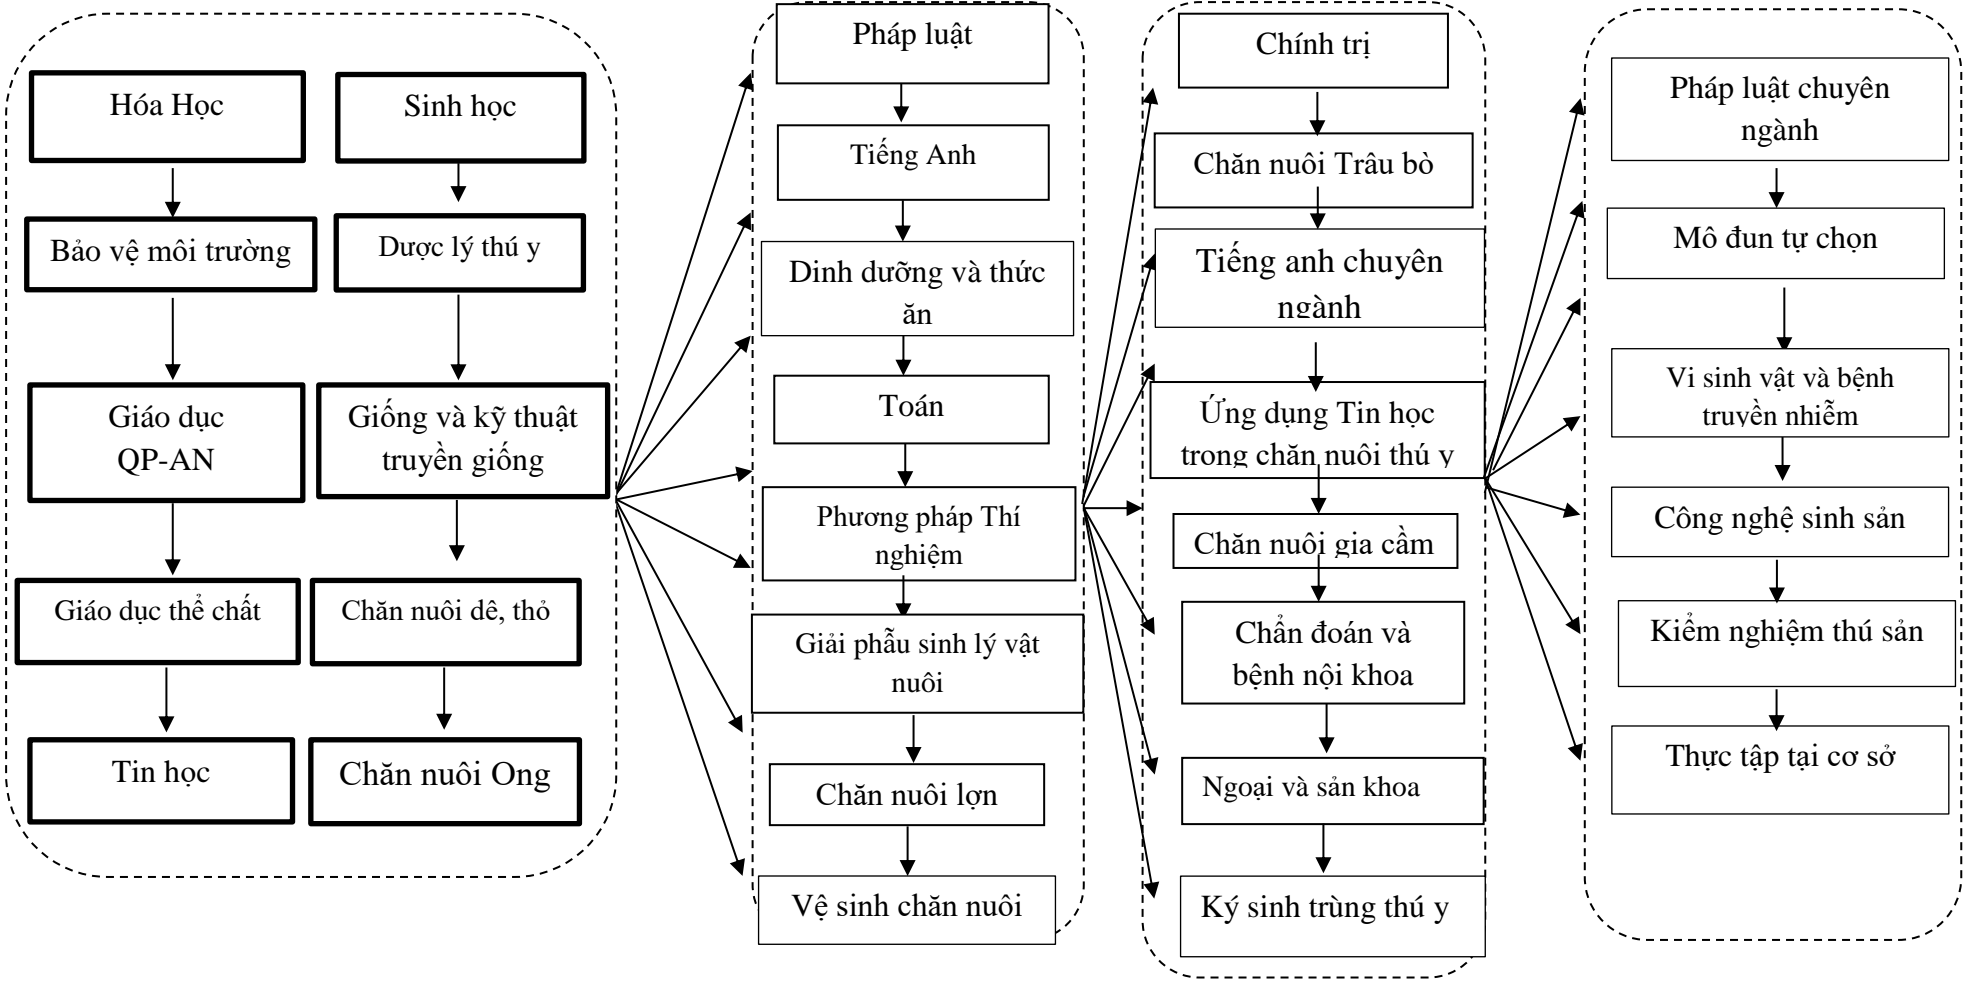 Hóa Học
Bảo vệ môi trường
Giáo dục
QP-AN
Giáo dục thể chất
Tin học
Sinh học
Dược lý thú y
Giống và kỹ thuật
truyền giống
Chăn nuôi dê, thỏ
Chăn nuôi Ong
Pháp luật
Tiếng Anh
Dinh dưỡng và thức
ăn
Toán
Phương pháp Thí
nghiệm
Giải phẫu sinh lý vật
nuôi
Chăn nuôi lợn
Vệ sinh chăn nuôi
Chính trị
Chăn nuôi Trâu bò
Tiếng anh chuyên
ngành
Ứng dụng Tin học
trong chăn nuôi thú y
Chăn nuôi gia cầm
Chẩn đoán và
bệnh nội khoa
Ngoại và sản khoa
Ký sinh trùng thú y
Pháp luật chuyên
ngành
Mô đun tự chọn
Vi sinh vật và bệnh
truyền nhiễm
Công nghệ sinh sản
Kiểm nghiệm thú sản
Thực tập tại cơ sở